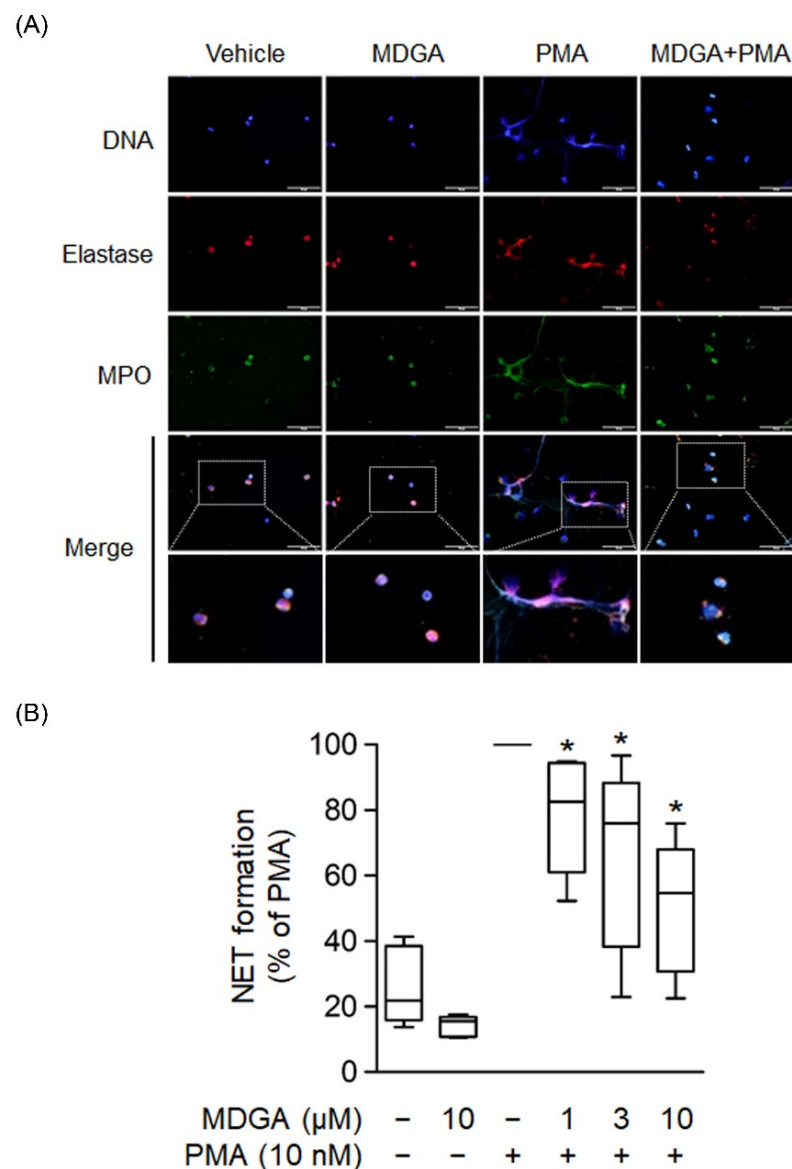 (A)
Vehicle MDGA PMA MDGA+PMA
DNA
Elastase
MPO
Merge
(B)
NET formation
(% of PMA)
100
80
60
40
20
0
* * *
MDGA (μM) – 10 – 1 3 10
PMA (10 nM) – – + + + +